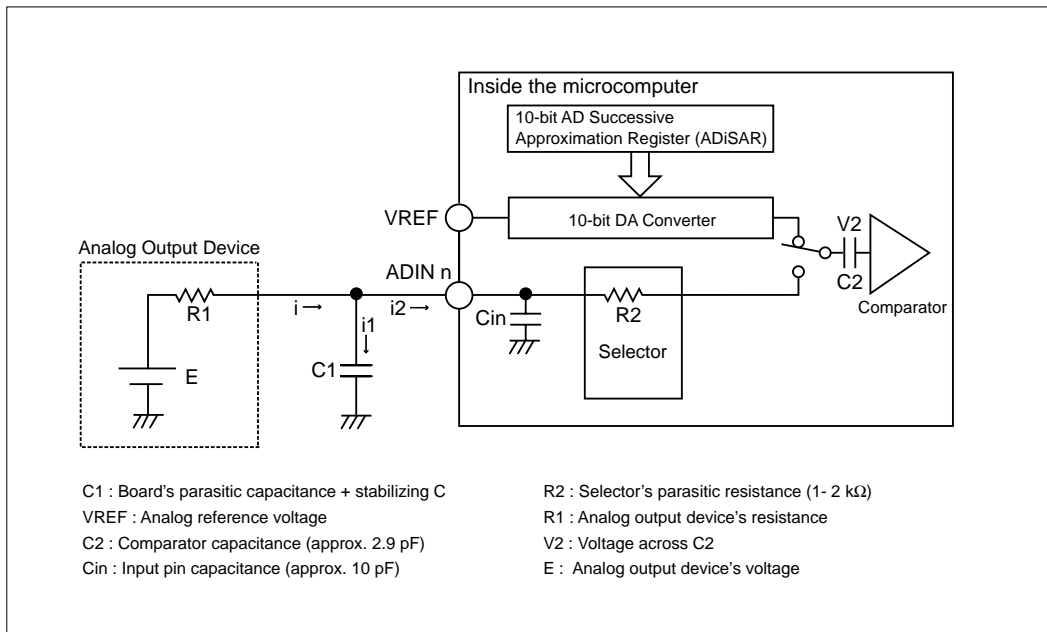 Inside the microcomputer
10-bit AD Successive
Approximation Register (ADiSAR)
VREF
10-bit DA Converter
V2
C2
Comparator
Analog Output Device
ADIN n
R1
i →
i1
↓
i2 →
Cin
R2
Selector
C1
E
C1 : Board's parasitic capacitance + stabilizing C
VREF : Analog reference voltage
C2 : Comparator capacitance (approx. 2.9 pF)
Cin : Input pin capacitance (approx. 10 pF)
R2 : Selector's parasitic resistance (1- 2 kΩ)
R1 : Analog output device's resistance
V2 : Voltage across C2
E : Analog output device's voltage